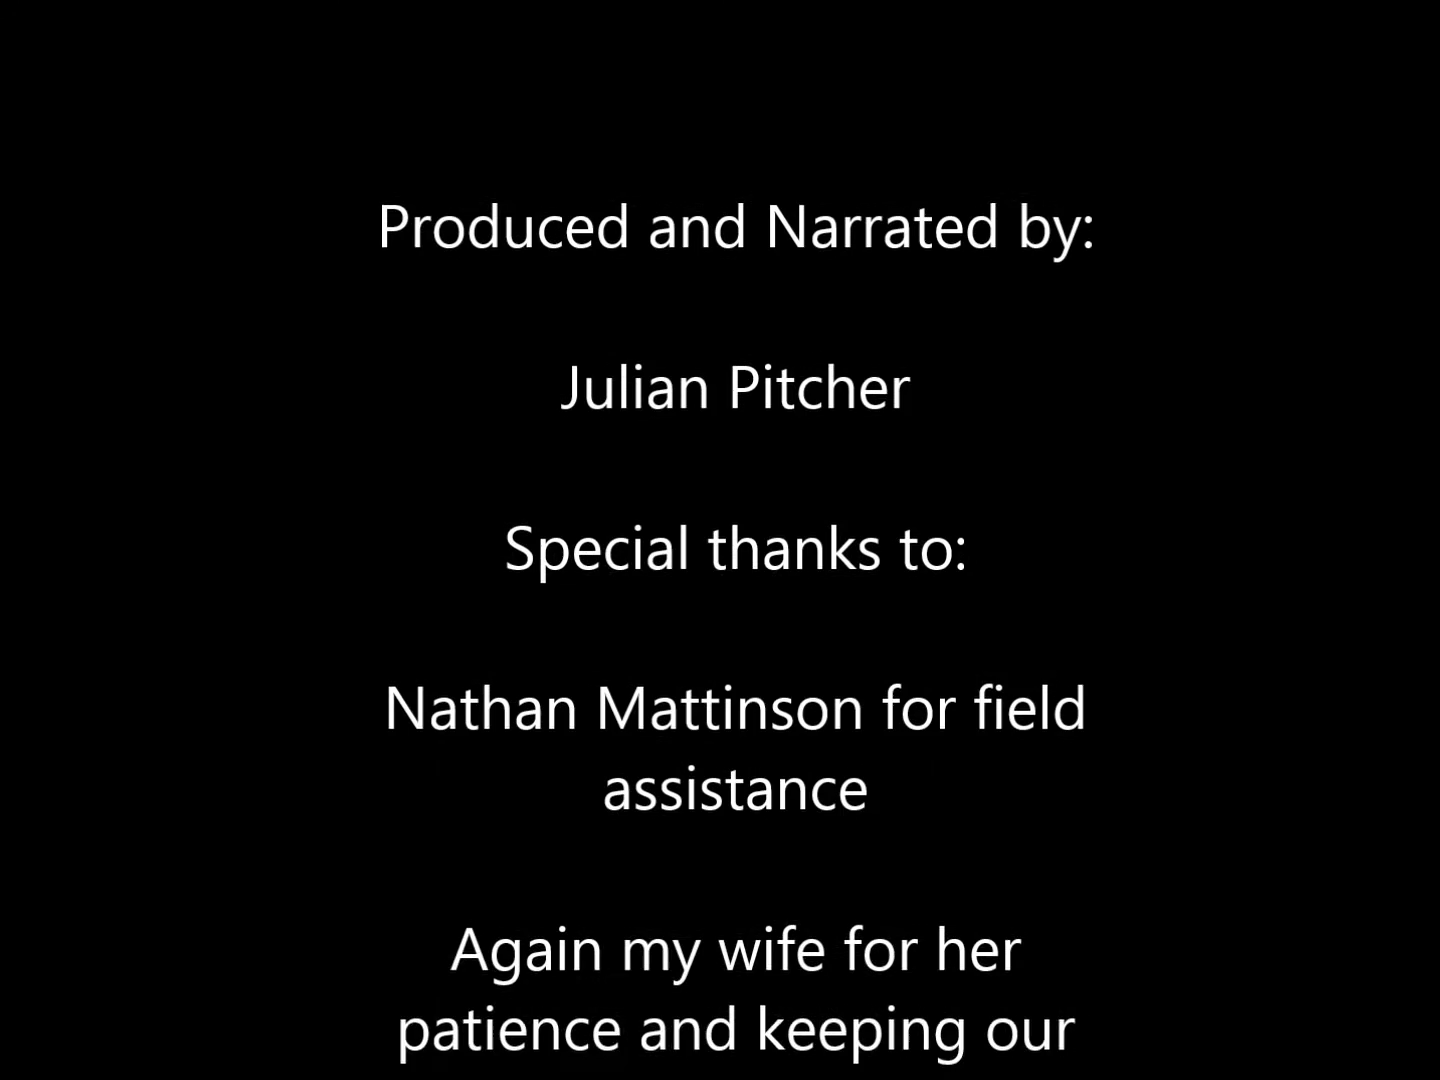 Produced and Narrated by:
Julian Pitcher
Special thanks to:
Nathan Mattinson for field
assistance
Again my wife for her
patience and keeping our